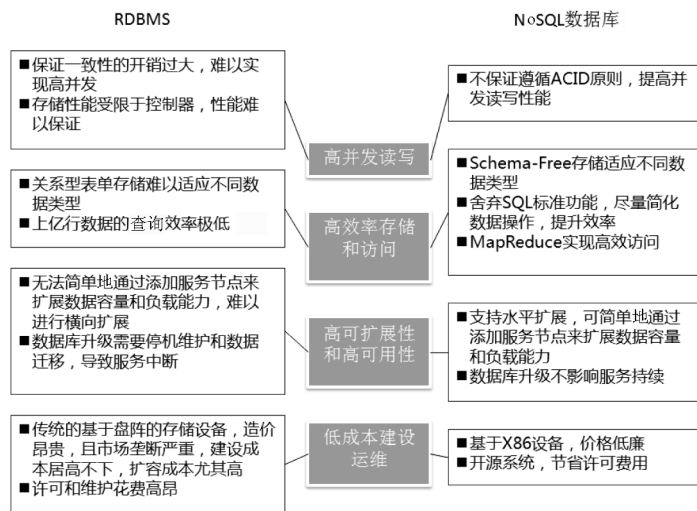 RDBMS
NoSQL数据库
■保证一致性的开销过大，难以实
现高并发
■存储性能受限于控制器，性能难
以保证
■不保证遵循ACID原则，提高并
发读写性能
高并发读写
■关系型表单存储难以适应不同数
据类型
■上亿行数据的查询效率极低
■Schema-Free存储适应不同
数据类型
■舍弃SQL标准功能，尽量简化
数据操作，提升效率
■MapReduce实现高效访问
高效率存储
和访问
■无法简单地通过添加服务节点来
扩展数据容量和负载能力，难以
进行横向扩展
■数据库升级需要停机维护和数据
迁移，导致服务中断
高可扩展性
和高可用性
■支持水平扩展，可简单地通过
添加服务节点来扩展数据容量
和负载能力
■数据库升级不影响服务持续
■传统的基于盘阵的存储设备，造价
昂贵，且市场垄断严重，建设成
本居高不下，扩容成本尤其高
■许可和维护花费高昂
低成本建设
运维
■基于X86设备，价格低廉
■开源系统，节省许可费用